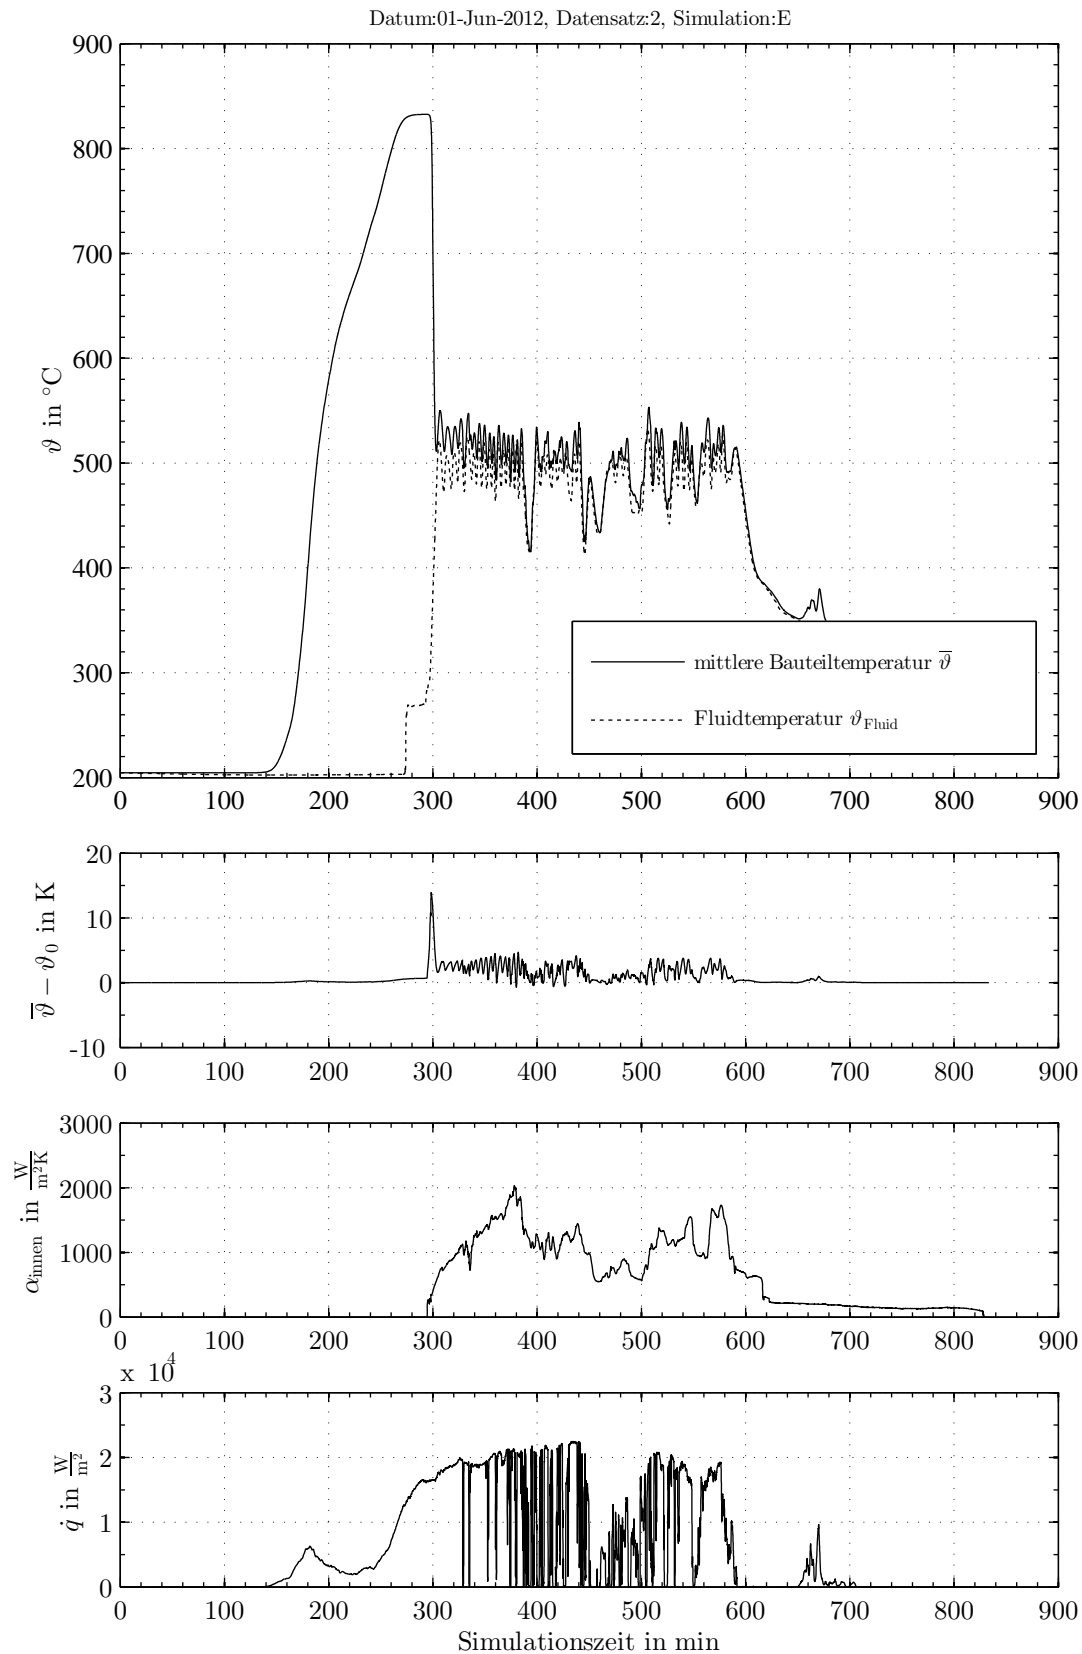 Datum:01-Jun-2012, Datensatz:2, Simulation:E
900
800
700
600
500
400
300
200
ϑ in °C
mittlere Bauteiltemperatur ϑ̅
Fluidtemperatur ϑ_Fluid
0 100 200 300 400 500 600 700 800 900
20
10
0
-10
ϑ̅ − ϑ_0 in K
0 100 200 300 400 500 600 700 800 900
3000
2000
1000
0
α_innen in W/m²K
0 100 200 300 400 500 600 700 800 900
x 10⁴
3
2
1
0
q̇ in W/m²
0 100 200 300 400 500 600 700 800 900
Simulationszeit in min